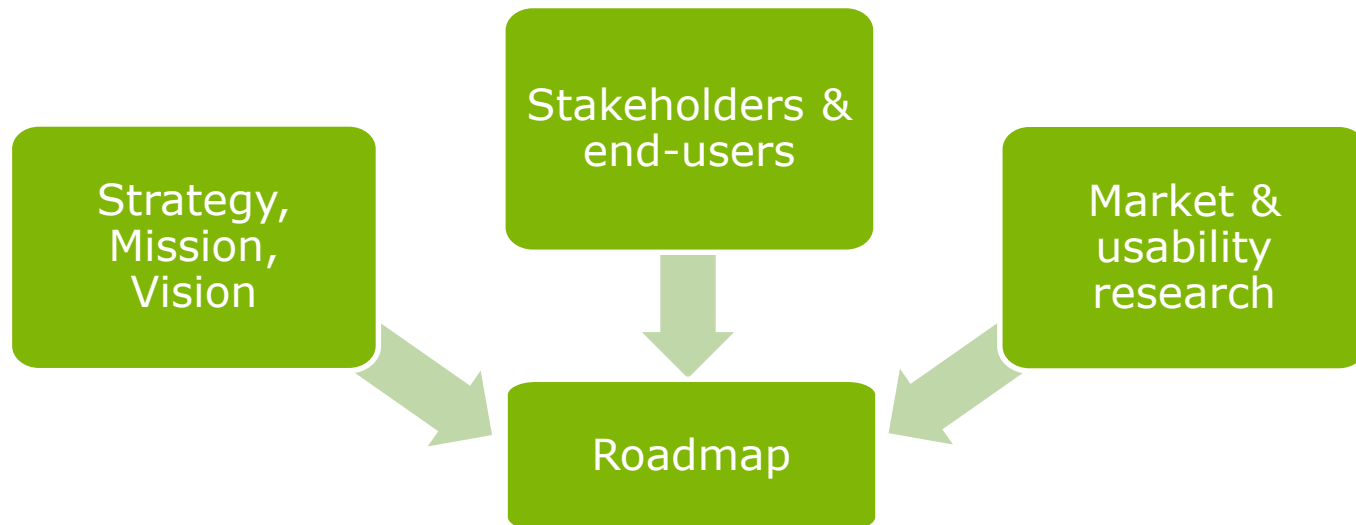 Stakeholders &
end-users
Strategy,
Mission,
Vision
Market &
usability
research
Roadmap